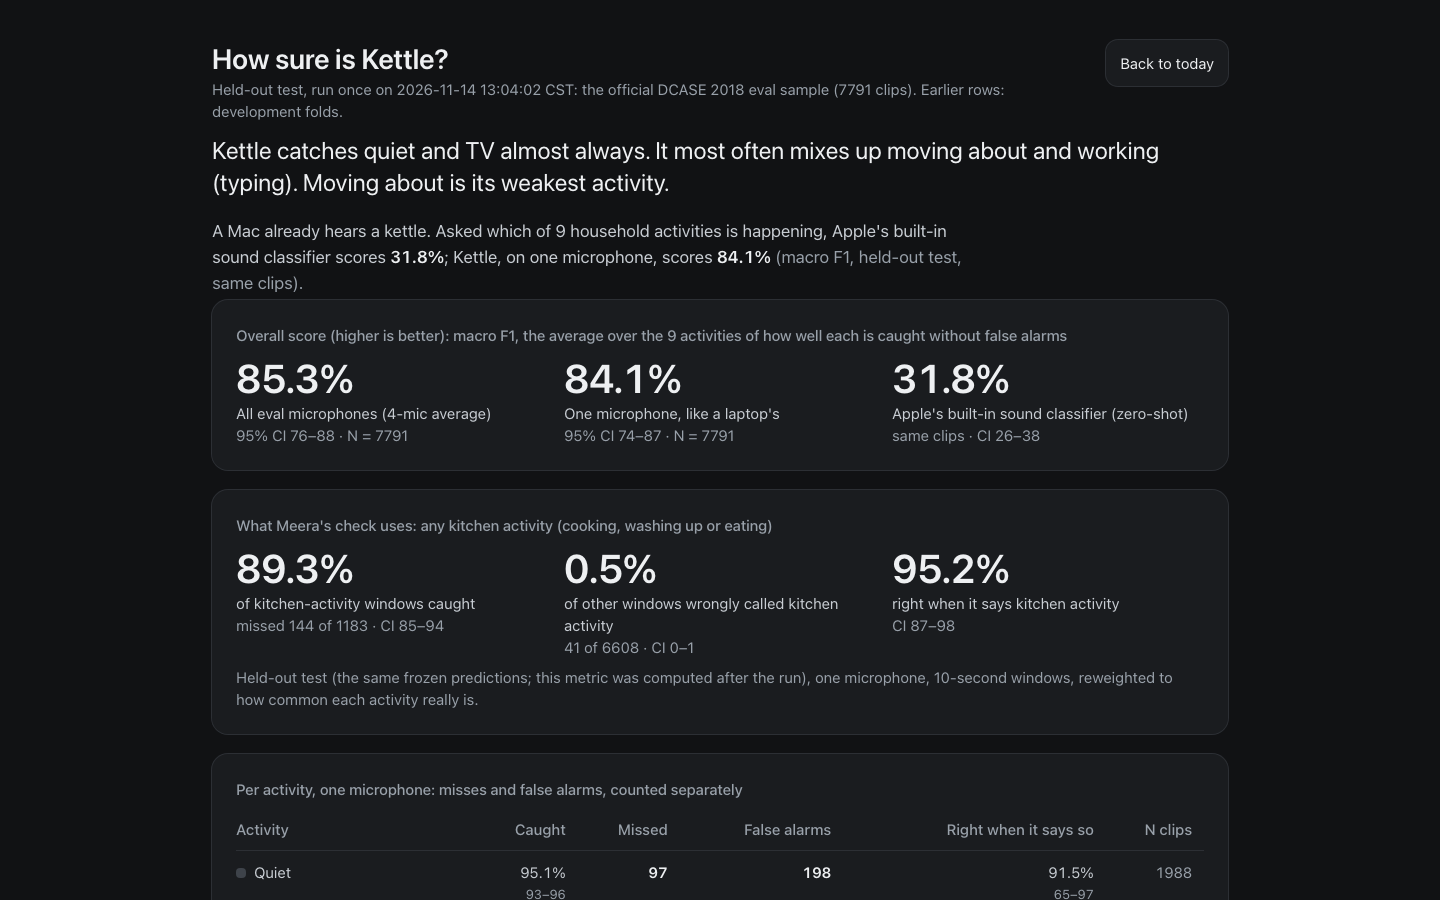 How sure is Kettle?
Back to today
Held-out test, run once on 2026-11-14 13:04:02 CST: the official DCASE 2018 eval sample (7791 clips). Earlier rows:
development folds.
Kettle catches quiet and TV almost always. It most often mixes up moving about and working
(typing). Moving about is its weakest activity.
A Mac already hears a kettle. Asked which of 9 household activities is happening, Apple's built-in
sound classifier scores 31.8%; Kettle, on one microphone, scores 84.1% (macro F1, held-out test,
same clips).
Overall score (higher is better): macro F1, the average over the 9 activities of how well each is caught without false alarms
85.3%
All eval microphones (4-mic average)
95% CI 76–88 · N = 7791
84.1%
One microphone, like a laptop's
95% CI 74–87 · N = 7791
31.8%
Apple's built-in sound classifier (zero-shot)
same clips · CI 26–38
What Meera's check uses: any kitchen activity (cooking, washing up or eating)
89.3%
of kitchen-activity windows caught
missed 144 of 1183 · CI 85–94
0.5%
of other windows wrongly called kitchen
activity
41 of 6608 · CI 0–1
95.2%
right when it says kitchen activity
CI 87–98
Held-out test (the same frozen predictions; this metric was computed after the run), one microphone, 10-second windows, reweighted to
how common each activity really is.
Per activity, one microphone: misses and false alarms, counted separately
Activity Caught Missed False alarms Right when it says so N clips
Quiet 95.1% 97 198 91.5% 1988
93–96 65–97